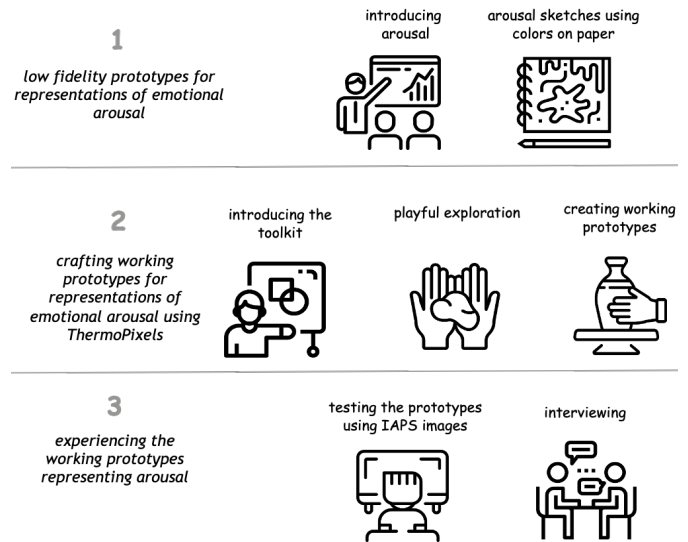 1
low fidelity prototypes for
representations of emotional
arousal
introducing
arousal
arousal sketches using
colors on paper
2
crafting working
prototypes for
representations of
emotional arousal using
ThermoPixels
introducing the
toolkit
playful exploration
creating working
prototypes
3
experiencing the
working prototypes
representing arousal
testing the prototypes
using IAPS images
interviewing